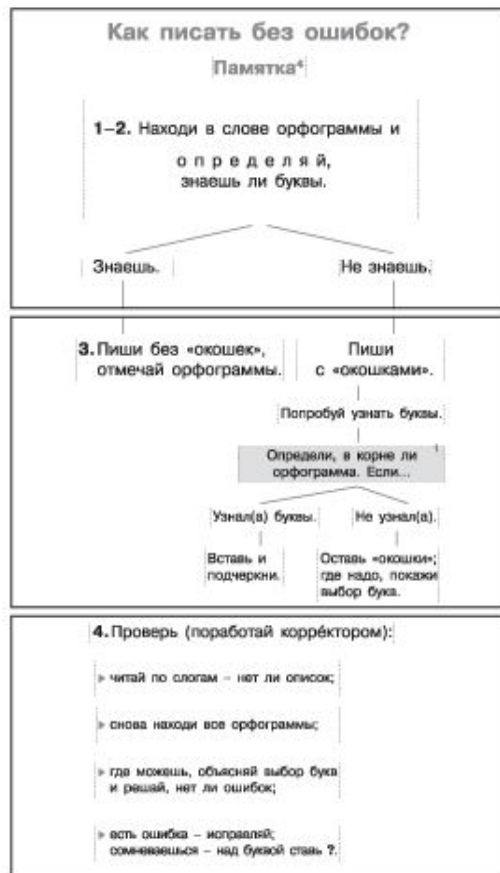 Как писать без ошибок?
Памятка⁴
1–2. Находи в слове орфограммы и
о п р е д е л я й,
знаешь ли буквы.
Знаешь. Не знаешь.
3. Пиши без «окошек», Пиши
отмечай орфограммы. с «окошками».
Попробуй узнать буквы.
Определи, в корне ли ¹
орфограмма. Если...
Узнал(а) буквы. Не узнал(а).
Вставь и Оставь «окошки»;
подчеркни. где надо, покажи
выбор букв.
4. Проверь (поработай корре́ктором):
читай по слогам – нет ли описок;
снова находи все орфограммы;
где можешь, объясняй выбор букв
и решай, нет ли ошибок;
есть ошибка – исправляй;
сомневаешься – над буквой ставь ?.